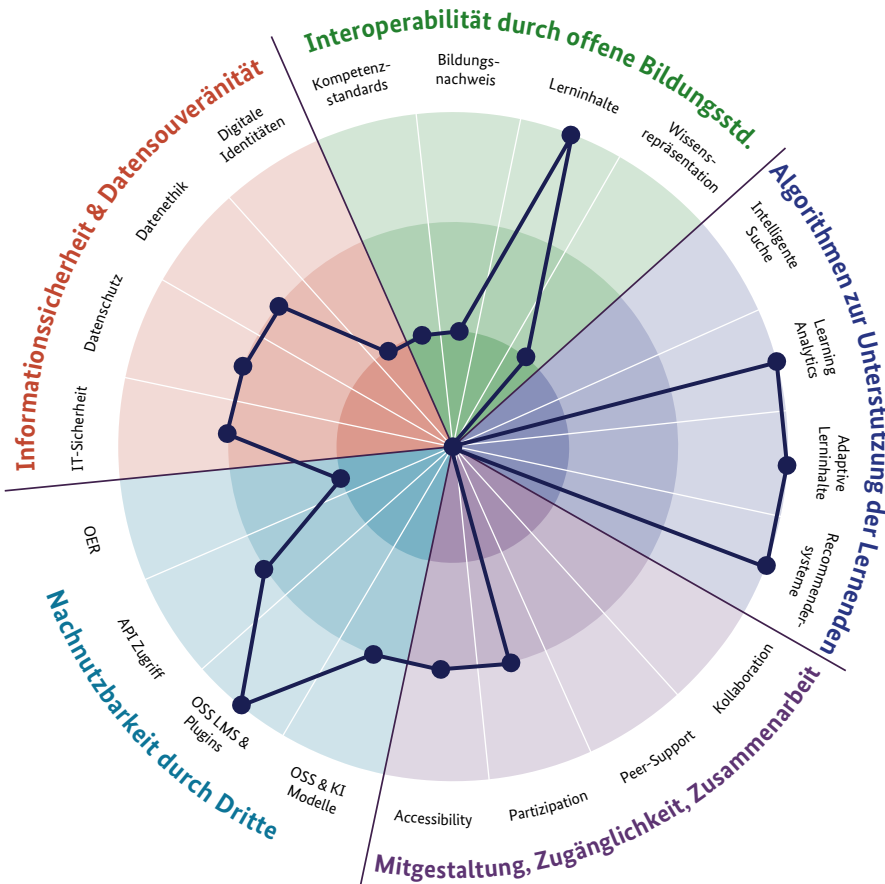 Interoperabilität durch offene Bildungsstd.
Kompetenz-
standards
Bildungs-
nachweis
Lerninhalte
Wissens-
repräsentation
Algorithmen zur Unterstützung der Lernenden
Intelligente
Suche
Learning
Analytics
Adaptive
Lerninhalte
Recommender-
systeme
Mitgestaltung, Zugänglichkeit, Zusammenarbeit
Kollaboration
Peer-Support
Partizipation
Accessibility
Nachnutzbarkeit durch Dritte
OSS & KI
Modelle
OSS LMS &
Plugins
API Zugriff
OER
Informationssicherheit & Datensouveränität
IT-Sicherheit
Datenschutz
Datenethik
Digitale
Identitäten